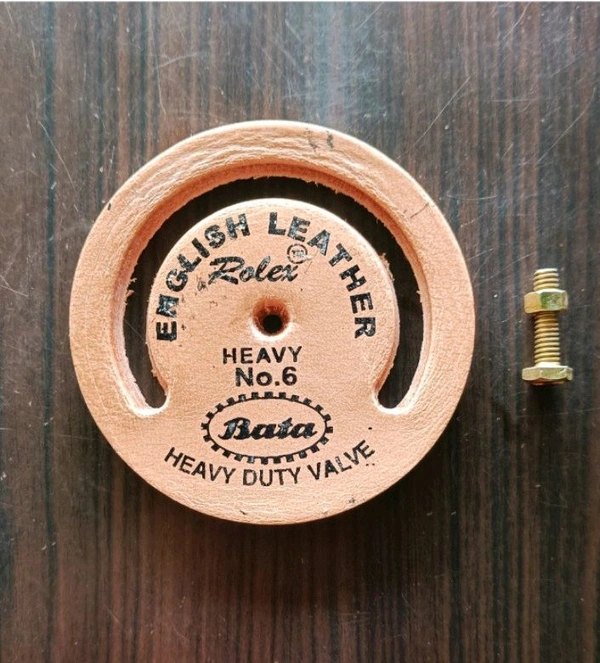 ENGLISH LEATHER
Rolex
HEAVY
No.6
Bata
HEAVY DUTY VALVE